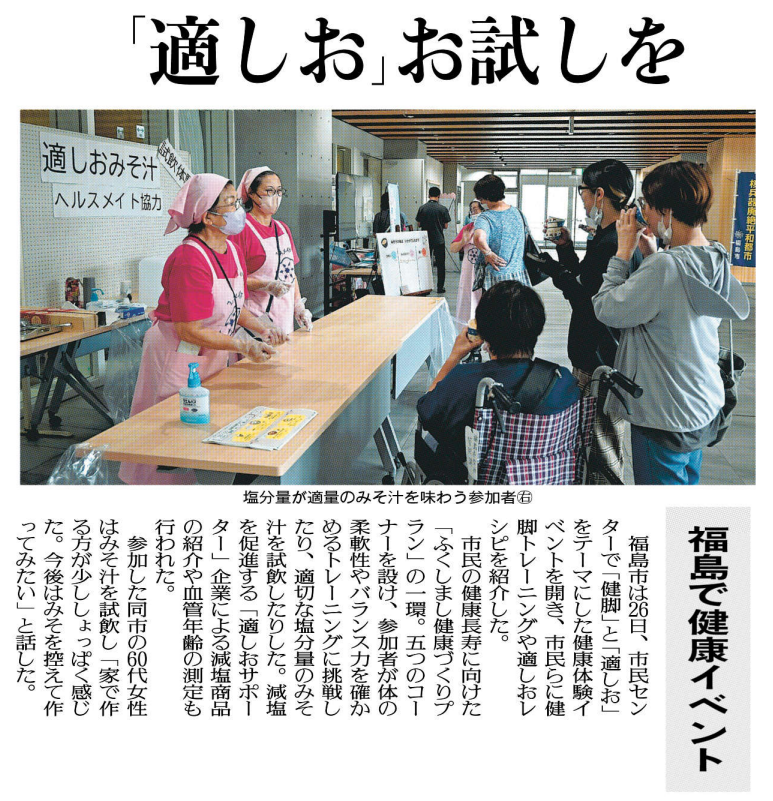 「適しお」お試しを
適しおみそ汁
ヘルスメイト協力
核兵器廃絶平和都市
福島市
塩分量が適量のみそ汁を味わう参加者㊨
福島で健康イベント
福島市は26日、市民セン
ターで「健脚」と「適しお」
をテーマにした健康体験イ
ベントを開き、市民らに健
脚トレーニングや適しおレ
シピを紹介した。
市民の健康長寿に向けた
「ふくしまし健康づくりプ
ラン」の一環。五つのコー
ナーを設け、参加者が体の
柔軟性やバランス力を確か
めるトレーニングに挑戦し
たり、適切な塩分量のみそ
汁を試飲したりした。減塩
を促進する「適しおサポー
ター」企業による減塩商品
の紹介や血管年齢の測定も
行われた。
参加した同市の60代女性
はみそ汁を試飲し「家で作
る方が少ししょっぱく感じ
た。今後はみそを控えて作
ってみたい」と話した。